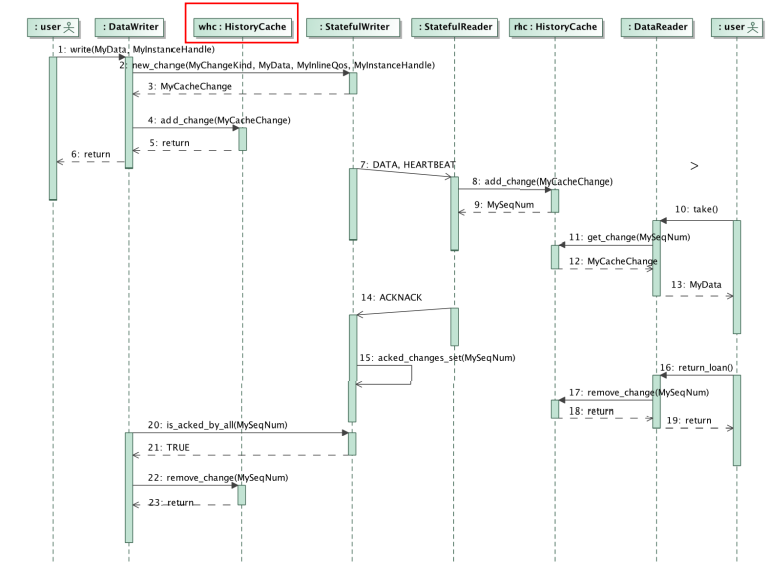 : user
: DataWriter
whc : HistoryCache
: StatefulWriter
: StatefulReader
rhc : HistoryCache
: DataReader
: user
1: write(MyData, MyInstanceHandle)
2: new_change(MyChangeKind, MyData, MyInlineQos, MyInstanceHandle)
3: MyCacheChange
4: add_change(MyCacheChange)
5: return
6: return
7: DATA, HEARTBEAT
>
8: add_change(MyCacheChange)
9: MySeqNum
10: take()
11: get_change(MySeqNum)
12: MyCacheChange
13: MyData
14: ACKNACK
15: acked_changes_set(MySeqNum)
16: return_loan()
17: remove_change(MySeqNum)
18: return
19: return
20: is_acked_by_all(MySeqNum)
21: TRUE
22: remove_change(MySeqNum)
23: return